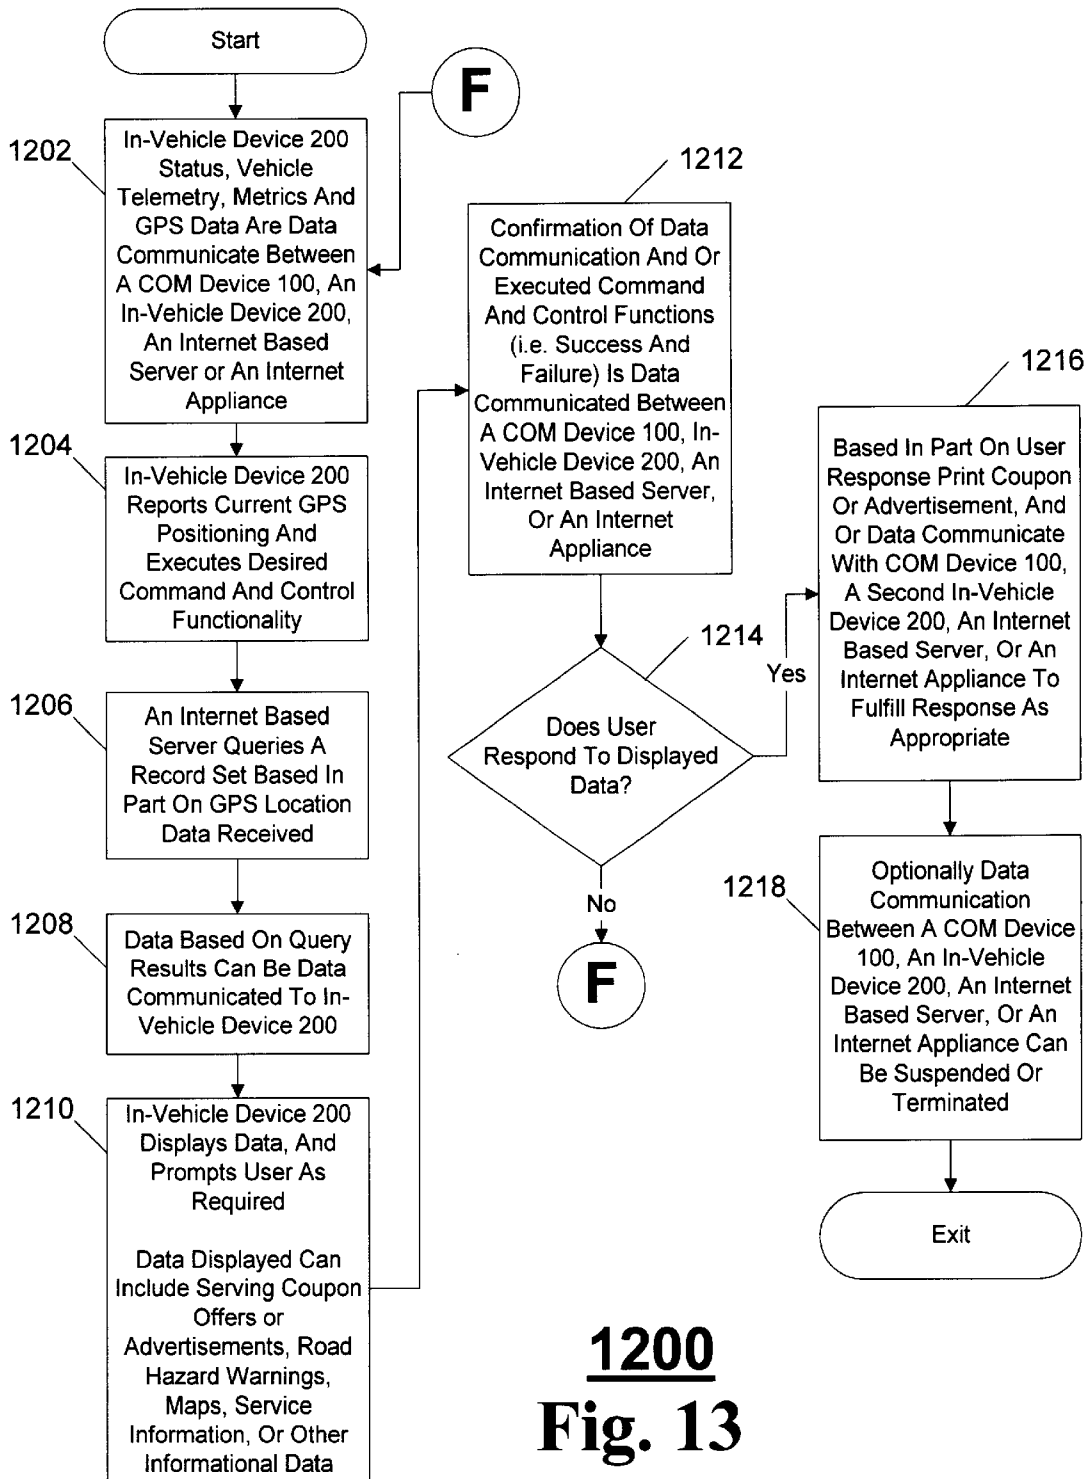 Start
F
1202
In-Vehicle Device 200
Status, Vehicle
Telemetry, Metrics And
GPS Data Are Data
Communicate Between
A COM Device 100, An
In-Vehicle Device 200,
An Internet Based
Server or An Internet
Appliance
1204
In-Vehicle Device 200
Reports Current GPS
Positioning And
Executes Desired
Command And Control
Functionality
1206
An Internet Based
Server Queries A
Record Set Based In
Part On GPS Location
Data Received
1208
Data Based On Query
Results Can Be Data
Communicated To In-
Vehicle Device 200
1210
In-Vehicle Device 200
Displays Data, And
Prompts User As
Required
Data Displayed Can
Include Serving Coupon
Offers or
Advertisements, Road
Hazard Warnings,
Maps, Service
Information, Or Other
Informational Data
1212
Confirmation Of Data
Communication And Or
Executed Command
And Control Functions
(i.e. Success And
Failure) Is Data
Communicated Between
A COM Device 100, In-
Vehicle Device 200, An
Internet Based Server,
Or An Internet
Appliance
1214
Does User
Respond To Displayed
Data?
Yes
No
F
1216
Based In Part On User
Response Print Coupon
Or Advertisement, And
Or Data Communicate
With COM Device 100,
A Second In-Vehicle
Device 200, An Internet
Based Server, Or An
Internet Appliance To
Fulfill Response As
Appropriate
1218
Optionally Data
Communication
Between A COM Device
100, An In-Vehicle
Device 200, An Internet
Based Server, Or An
Internet Appliance Can
Be Suspended Or
Terminated
Exit
1200
Fig. 13